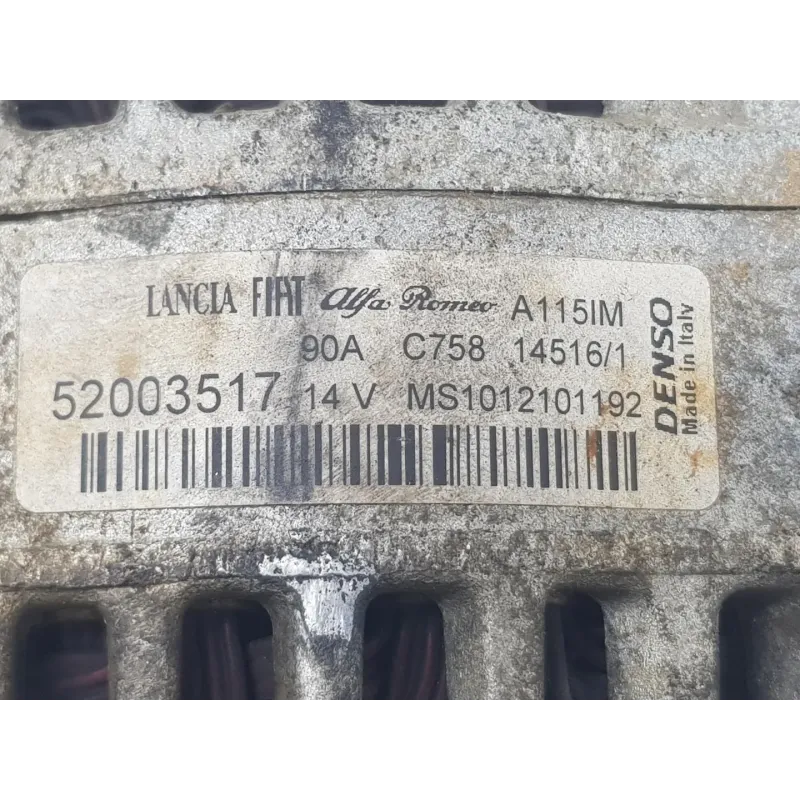 LANCIA FIAT Alfa Romeo A115IM
90A C758 14516/1
52003517 14 V MS1012101192
DENSO
Made in Italy